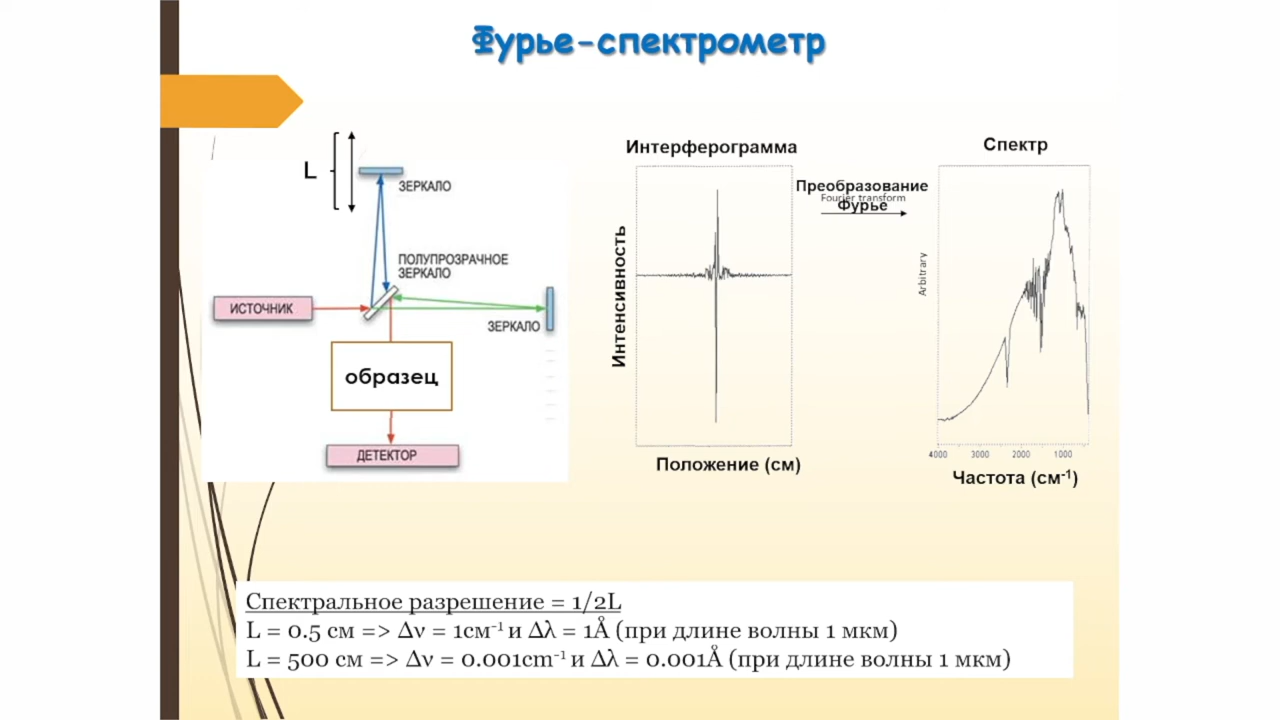 Фурье-спектрометр
L
ЗЕРКАЛО
ПОЛУПРОЗРАЧНОЕ
ЗЕРКАЛО
ИСТОЧНИК
ЗЕРКАЛО
образец
ДЕТЕКТОР
Интерферограмма
Интенсивность
Положение (см)
Преобразование
Fourier transform
Фурье
Спектр
Arbitrary
4000 3000 2000 1000
Частота (см-1)
Спектральное разрешение = 1/2L
L = 0.5 см => Δν = 1см-1 и Δλ = 1Å (при длине волны 1 мкм)
L = 500 см => Δν = 0.001cm-1 и Δλ = 0.001Å (при длине волны 1 мкм)